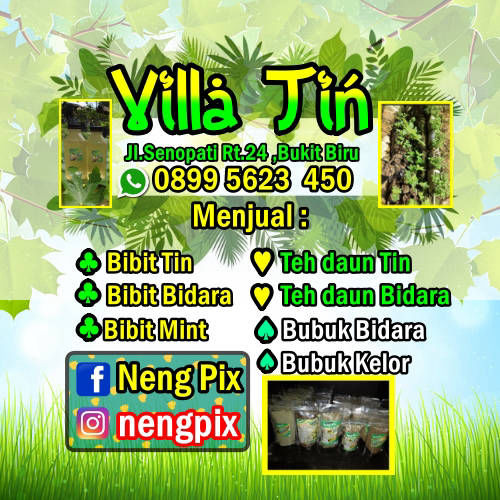 Villa Tin
Jl.Senopati Rt.24 ,Bukit Biru
0899 5623 450
Menjual :
Bibit Tin
Bibit Bidara
Bibit Mint
Teh daun Tin
Teh daun Bidara
Bubuk Bidara
Bubuk Kelor
Neng Pix
nengpix